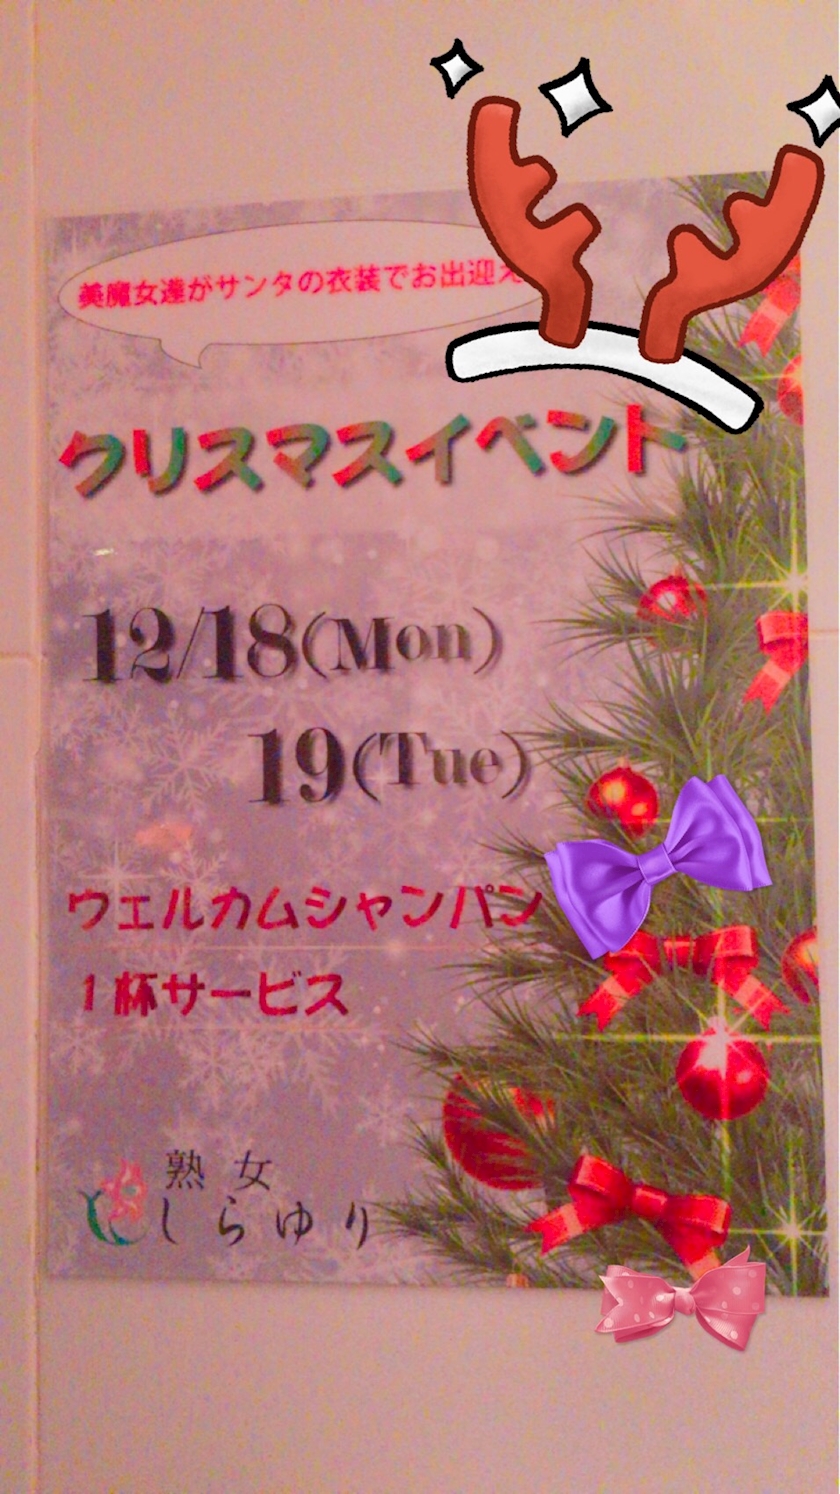 美魔女達がサンタの衣装でお出迎え
クリスマスイベント
12/18(Mon)
19(Tue)
ウェルカムシャンパン
1杯サービス
熟女
しらゆり